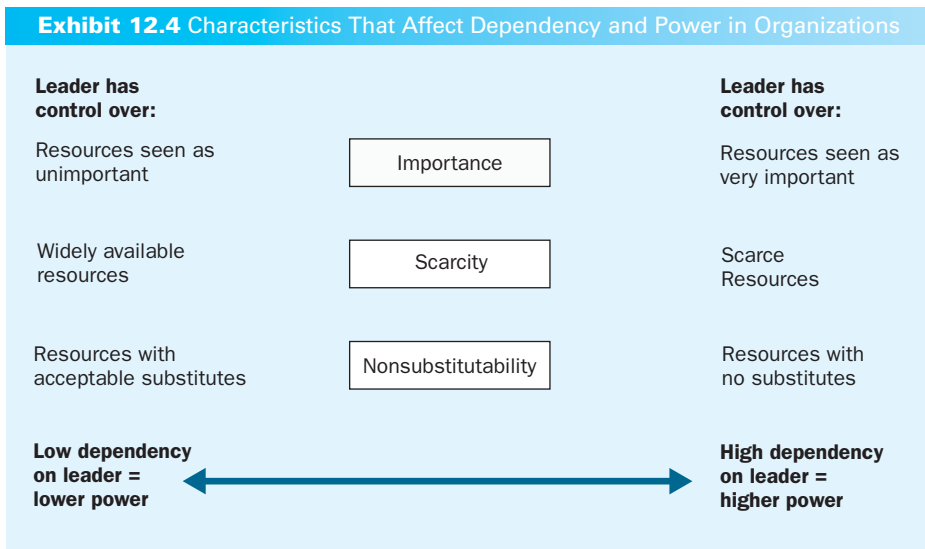 Exhibit 12.4 Characteristics That Affect Dependency and Power in Organizations
Leader has
control over:
Resources seen as
unimportant
Widely available
resources
Resources with
acceptable substitutes
Low dependency
on leader =
lower power
Importance
Scarcity
Nonsubstitutability
Leader has
control over:
Resources seen as
very important
Scarce
Resources
Resources with
no substitutes
High dependency
on leader =
higher power